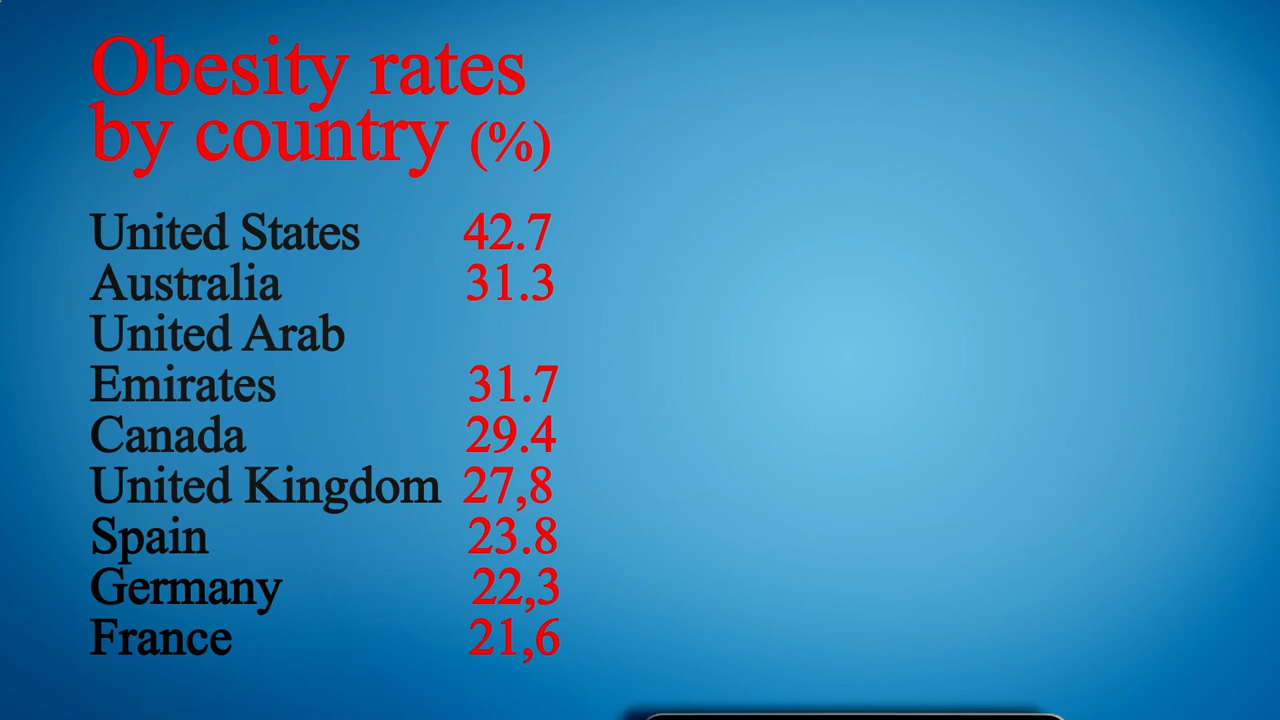 Obesity rates
by country (%)
United States 42.7
Australia 31.3
United Arab
Emirates 31.7
Canada 29.4
United Kingdom 27,8
Spain 23.8
Germany 22,3
France 21,6